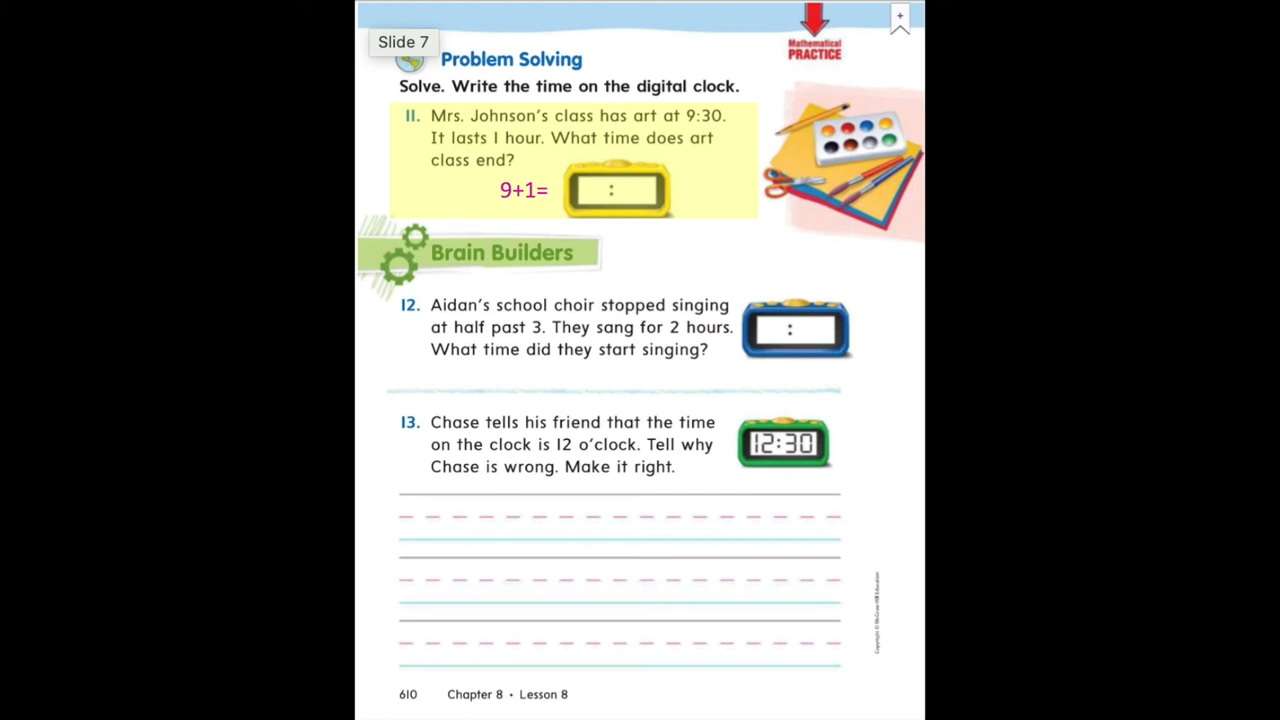 +
Slide 7
Mathematical
PRACTICE
Problem Solving
Solve. Write the time on the digital clock.
11. Mrs. Johnson's class has art at 9:30.
It lasts 1 hour. What time does art
class end?
9+1= :
Brain Builders
12. Aidan's school choir stopped singing
at half past 3. They sang for 2 hours.
What time did they start singing?
:
13. Chase tells his friend that the time
on the clock is 12 o'clock. Tell why
Chase is wrong. Make it right.
12:30
Copyright © McGraw-Hill Education
610 Chapter 8 • Lesson 8